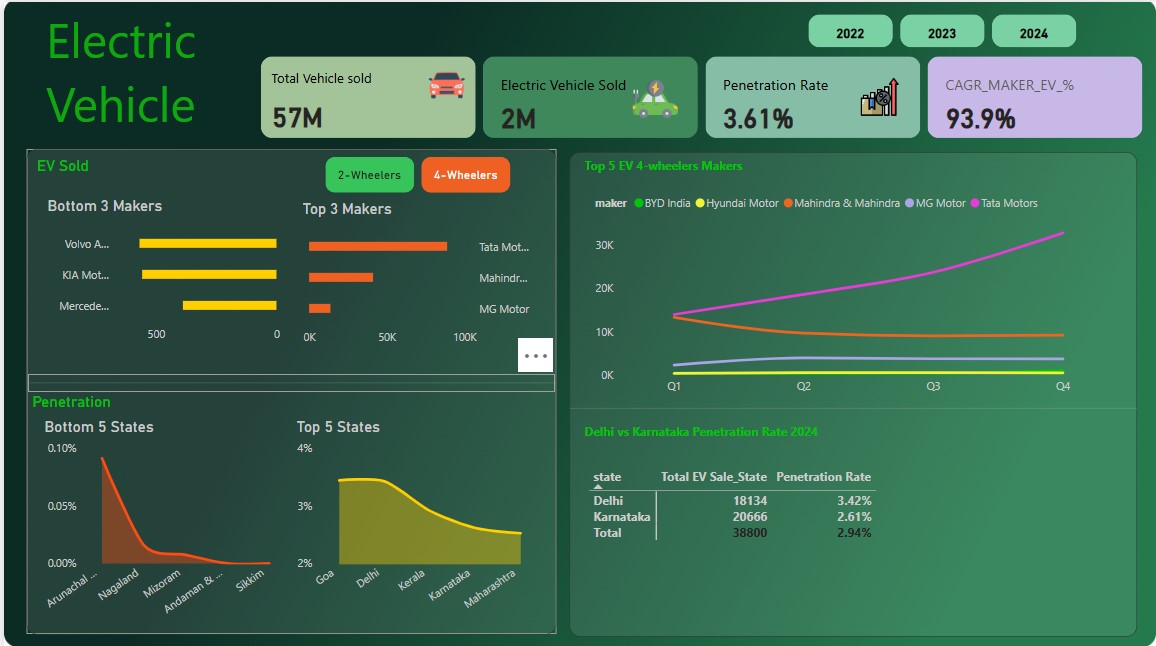 Electric
Vehicle
2022 2023 2024
Total Vehicle sold
57M
Electric Vehicle Sold
2M
Penetration Rate
3.61%
CAGR_MAKER_EV_%
93.9%
EV Sold
2-Wheelers 4-Wheelers
Bottom 3 Makers
Volvo A...
KIA Mot...
Mercede...
500 0
Top 3 Makers
Tata Mot...
Mahindr...
MG Motor
0K 50K 100K
Penetration
Bottom 5 States
0.10%
0.05%
0.00%
Arunachal ... Nagaland Mizoram Andaman & ... Sikkim
Top 5 States
4%
3%
2%
Goa Delhi Kerala Karnataka Maharashtra
Top 5 EV 4-wheelers Makers
maker BYD India Hyundai Motor Mahindra & Mahindra MG Motor Tata Motors
30K
20K
10K
0K
Q1 Q2 Q3 Q4
Delhi vs Karnataka Penetration Rate 2024
state Total EV Sale_State Penetration Rate
Delhi 18134 3.42%
Karnataka 20666 2.61%
Total 38800 2.94%